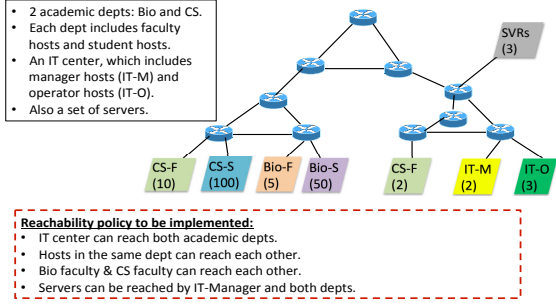 • 2 academic depts: Bio and CS.
• Each dept includes faculty
hosts and student hosts.
• An IT center, which includes
manager hosts (IT-M) and
operator hosts (IT-O).
• Also a set of servers.
SVRs
(3)
CS-F
(10)
CS-S
(100)
Bio-F
(5)
Bio-S
(50)
CS-F
(2)
IT-M
(2)
IT-O
(3)
Reachability policy to be implemented:
• IT center can reach both academic depts.
• Hosts in the same dept can reach each other.
• Bio faculty & CS faculty can reach each other.
• Servers can be reached by IT-Manager and both depts.